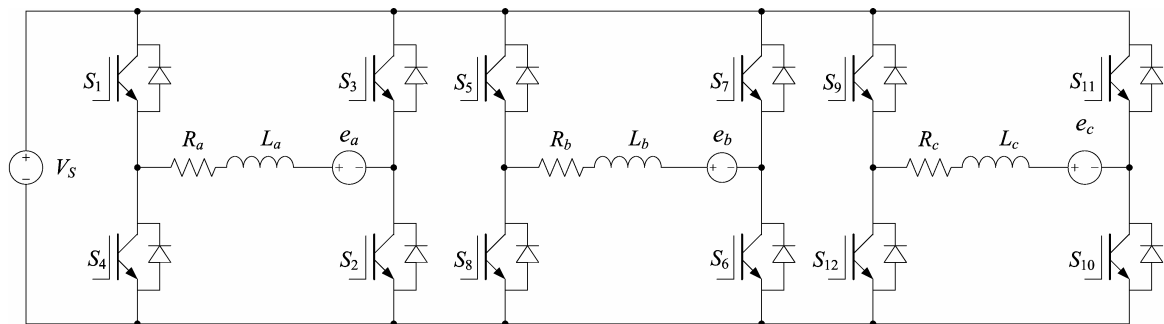 S1 S3 S5 S7 S9 S11
Ra La ea Rb Lb eb Rc Lc ec
+ − VS + − + − + −
S4 S2 S8 S6 S12 S10